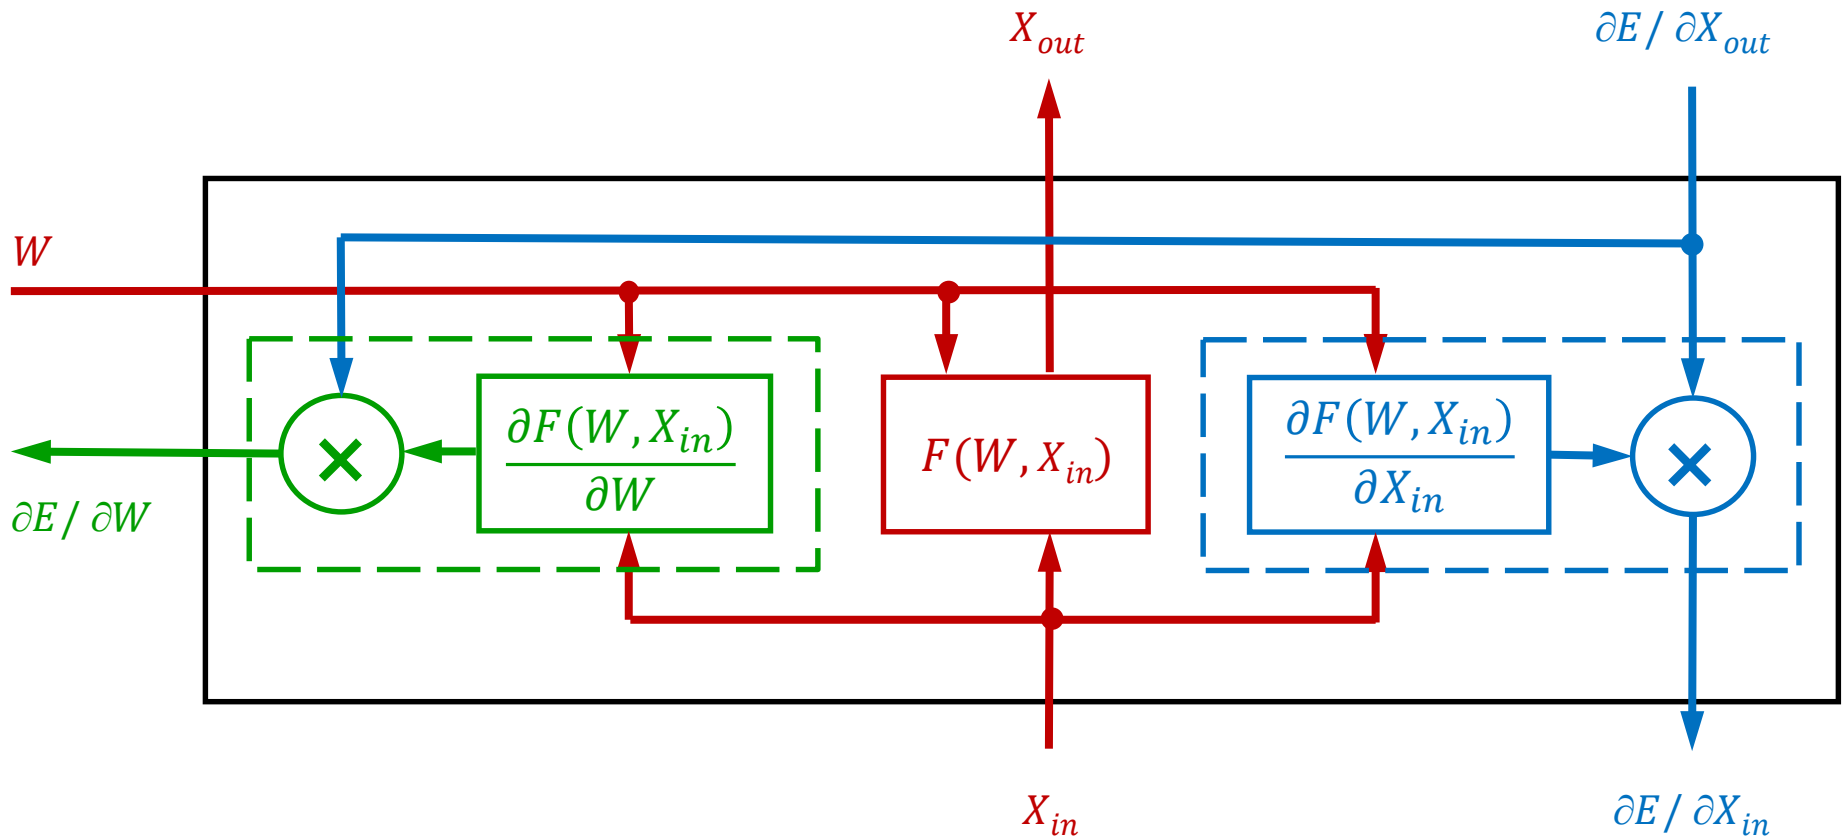 X_out
∂E / ∂X_out
W
∂F(W, X_in)
∂W
F(W, X_in)
∂F(W, X_in)
∂X_in
×
×
∂E / ∂W
X_in
∂E / ∂X_in